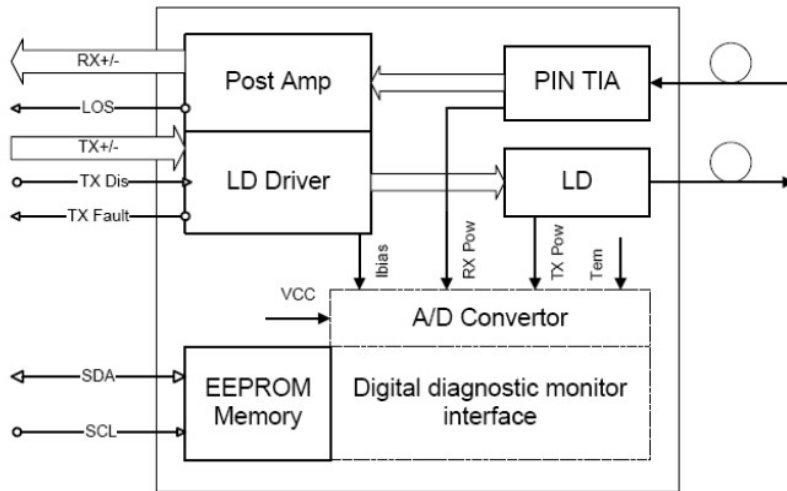 RX+/-
Post Amp
PIN TIA
LOS
TX+/-
TX Dis
LD Driver
LD
TX Fault
Ibias
RX Pow
TX Pow
Tem
VCC
A/D Convertor
SDA
EEPROM
Memory
Digital diagnostic monitor
interface
SCL